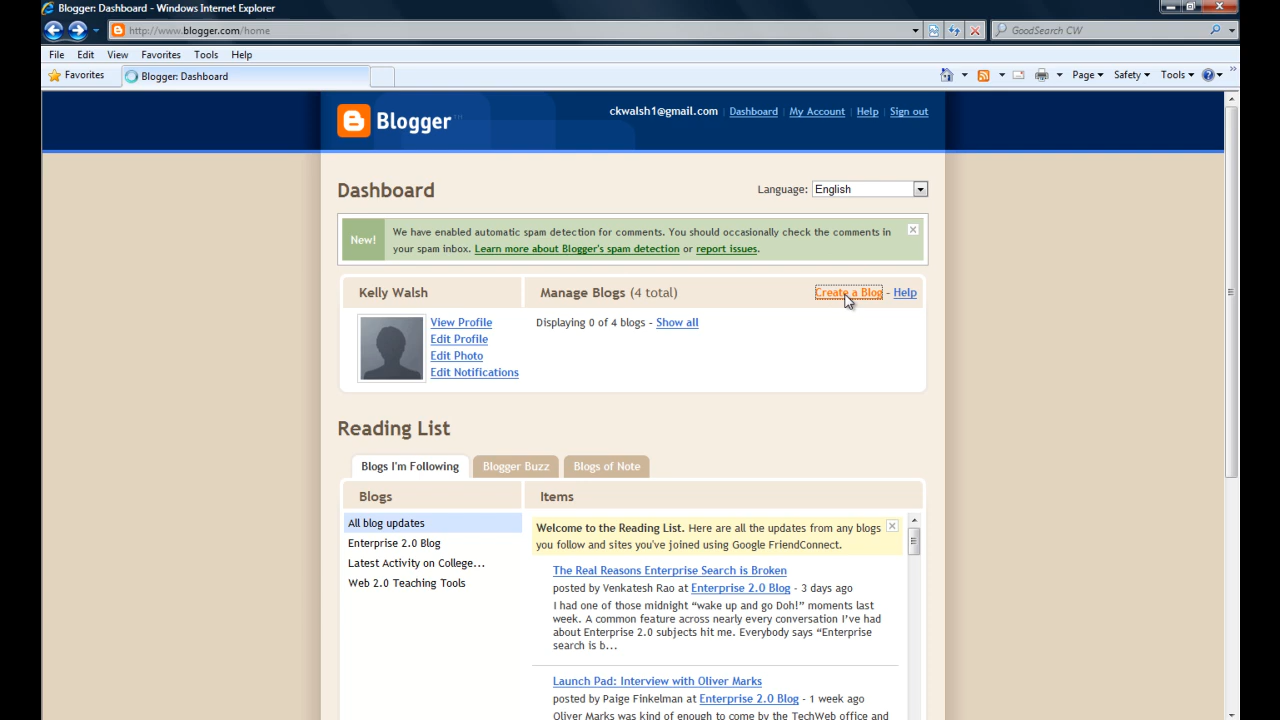 Blogger: Dashboard - Windows Internet Explorer
http://www.blogger.com/home
GoodSearch CW
File Edit View Favorites Tools Help
Favorites Blogger: Dashboard Page Safety Tools
Blogger
ckwalsh1@gmail.com | Dashboard | My Account | Help | Sign out
Dashboard
Language: English
New! We have enabled automatic spam detection for comments. You should occasionally check the comments in
your spam inbox. Learn more about Blogger's spam detection or report issues.
Kelly Walsh
Manage Blogs (4 total)
Create a Blog - Help
View Profile
Edit Profile
Edit Photo
Edit Notifications
Displaying 0 of 4 blogs - Show all
Reading List
Blogs I'm Following Blogger Buzz Blogs of Note
Blogs
All blog updates
Enterprise 2.0 Blog
Latest Activity on College...
Web 2.0 Teaching Tools
Items
Welcome to the Reading List. Here are all the updates from any blogs
you follow and sites you've joined using Google FriendConnect.
The Real Reasons Enterprise Search is Broken
posted by Venkatesh Rao at Enterprise 2.0 Blog - 3 days ago
I had one of those midnight “wake up and go Doh!” moments last
week. A common feature across nearly every conversation I’ve had
about Enterprise 2.0 subjects hit me. Everybody says “Enterprise
search is b...
Launch Pad: Interview with Oliver Marks
posted by Paige Finkelman at Enterprise 2.0 Blog - 1 week ago
Oliver Marks was kind of enough to come by the TechWeb office and